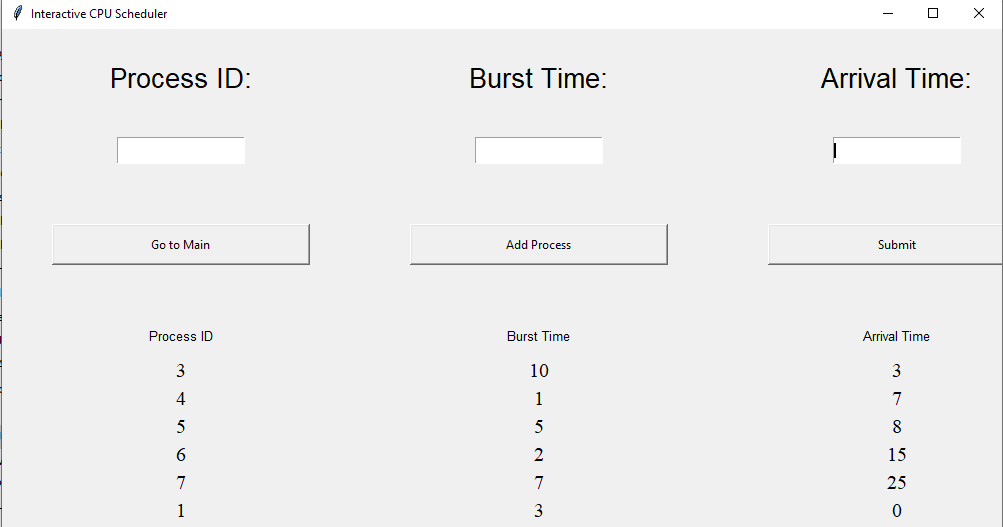 Interactive CPU Scheduler
Process ID: Burst Time: Arrival Time:
Go to Main Add Process Submit
Process ID Burst Time Arrival Time
3 10 3
4 1 7
5 5 8
6 2 15
7 7 25
1 3 0